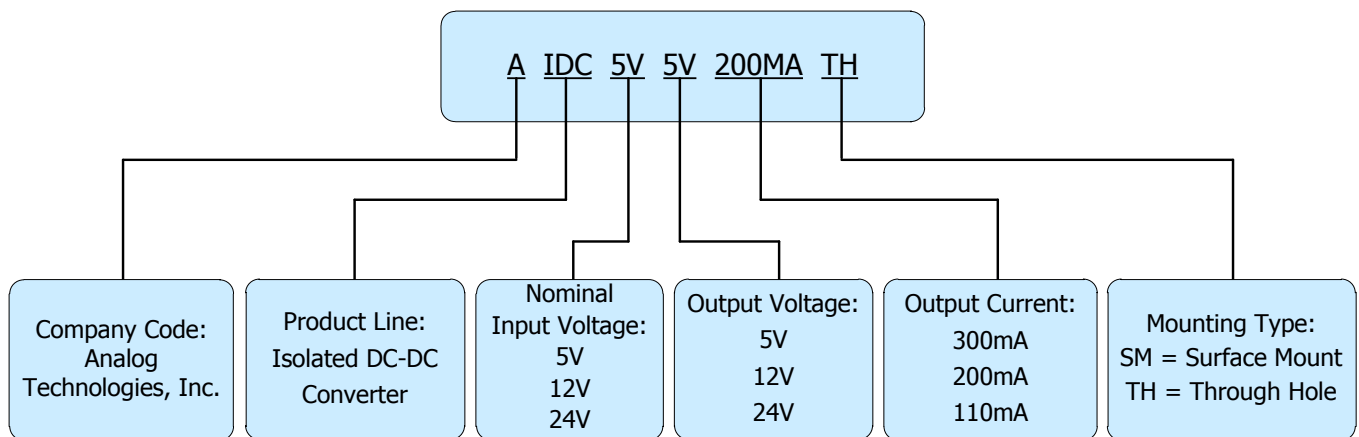 A IDC 5V 5V 200MA TH
Company Code:
Analog
Technologies, Inc.
Product Line:
Isolated DC-DC
Converter
Nominal
Input Voltage:
5V
12V
24V
Output Voltage:
5V
12V
24V
Output Current:
300mA
200mA
110mA
Mounting Type:
SM = Surface Mount
TH = Through Hole